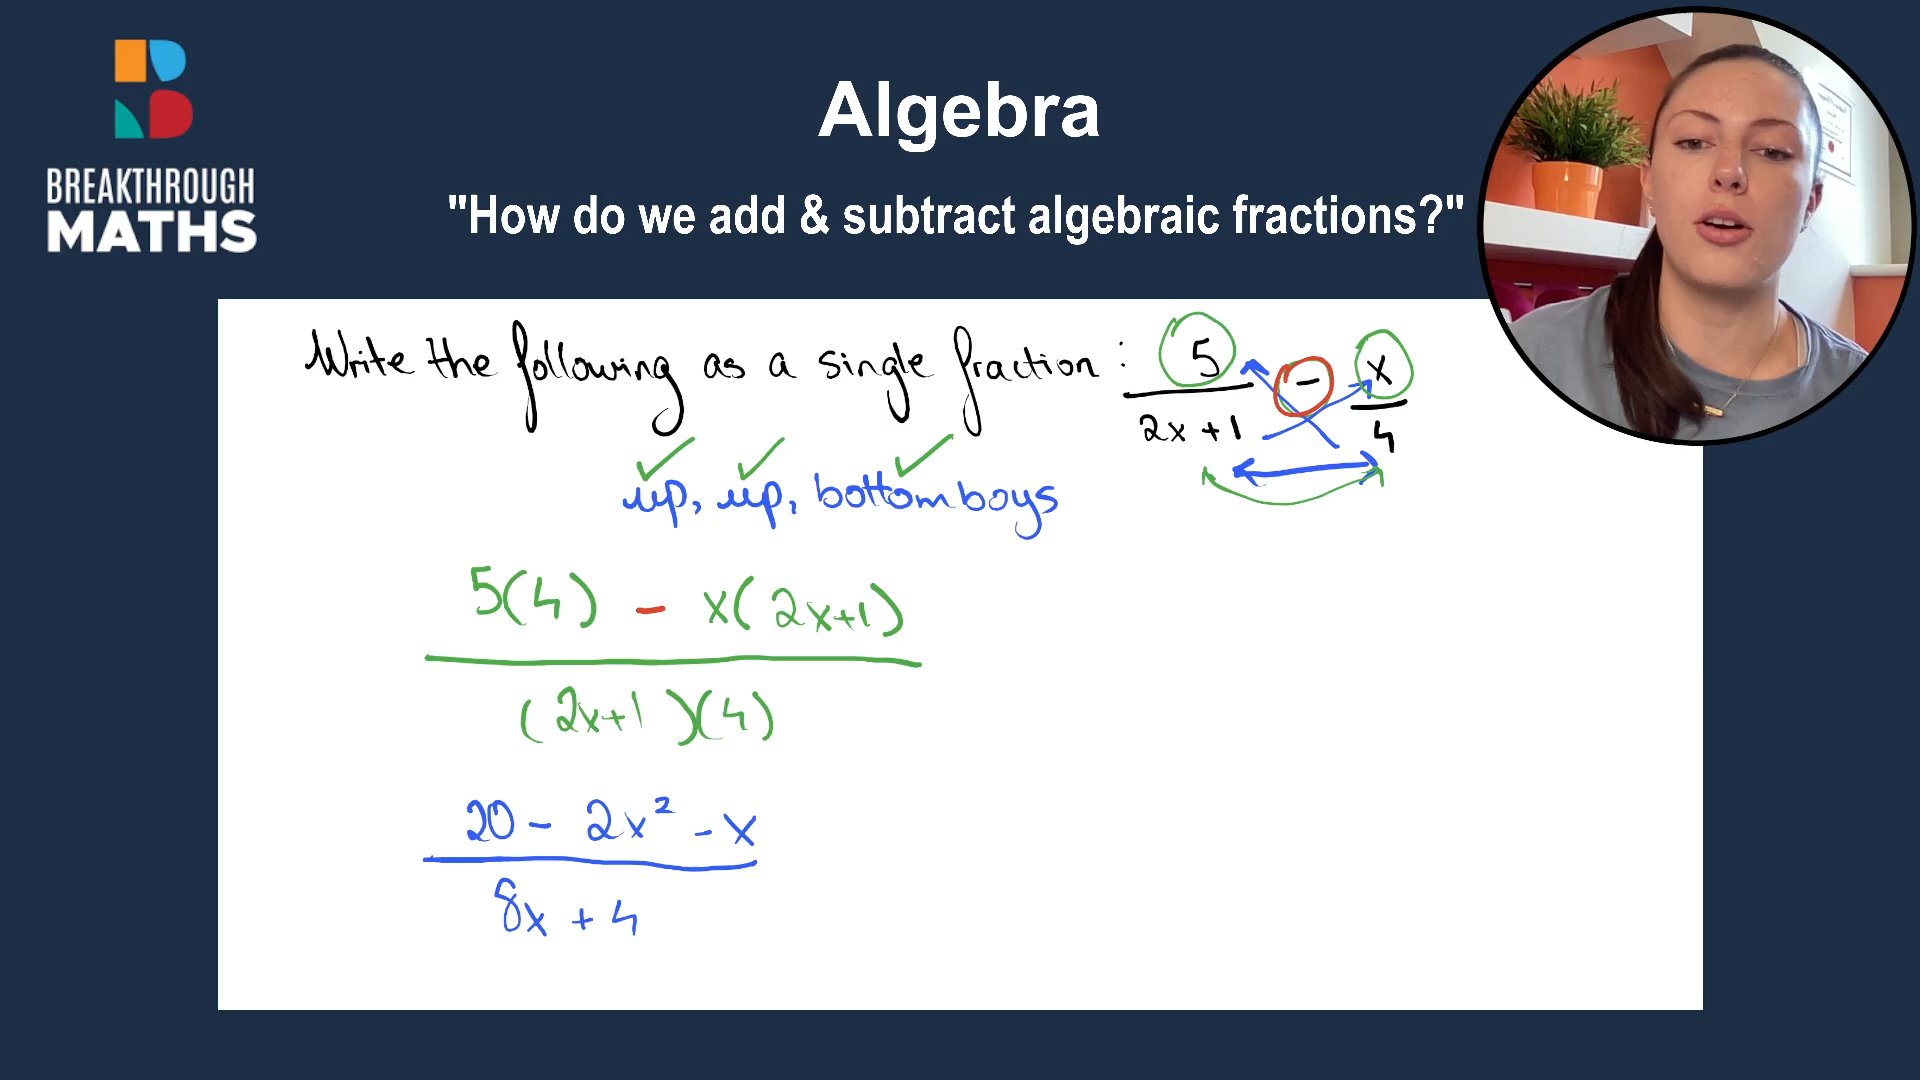 BREAKTHROUGH
MATHS
Algebra
"How do we add & subtract algebraic fractions?"
Write the following as a single fraction : 5 - x
2x + 1 4
up, up, bottom boys
5(4) - x(2x+1)
(2x+1)(4)
20 - 2x² - x
8x + 4